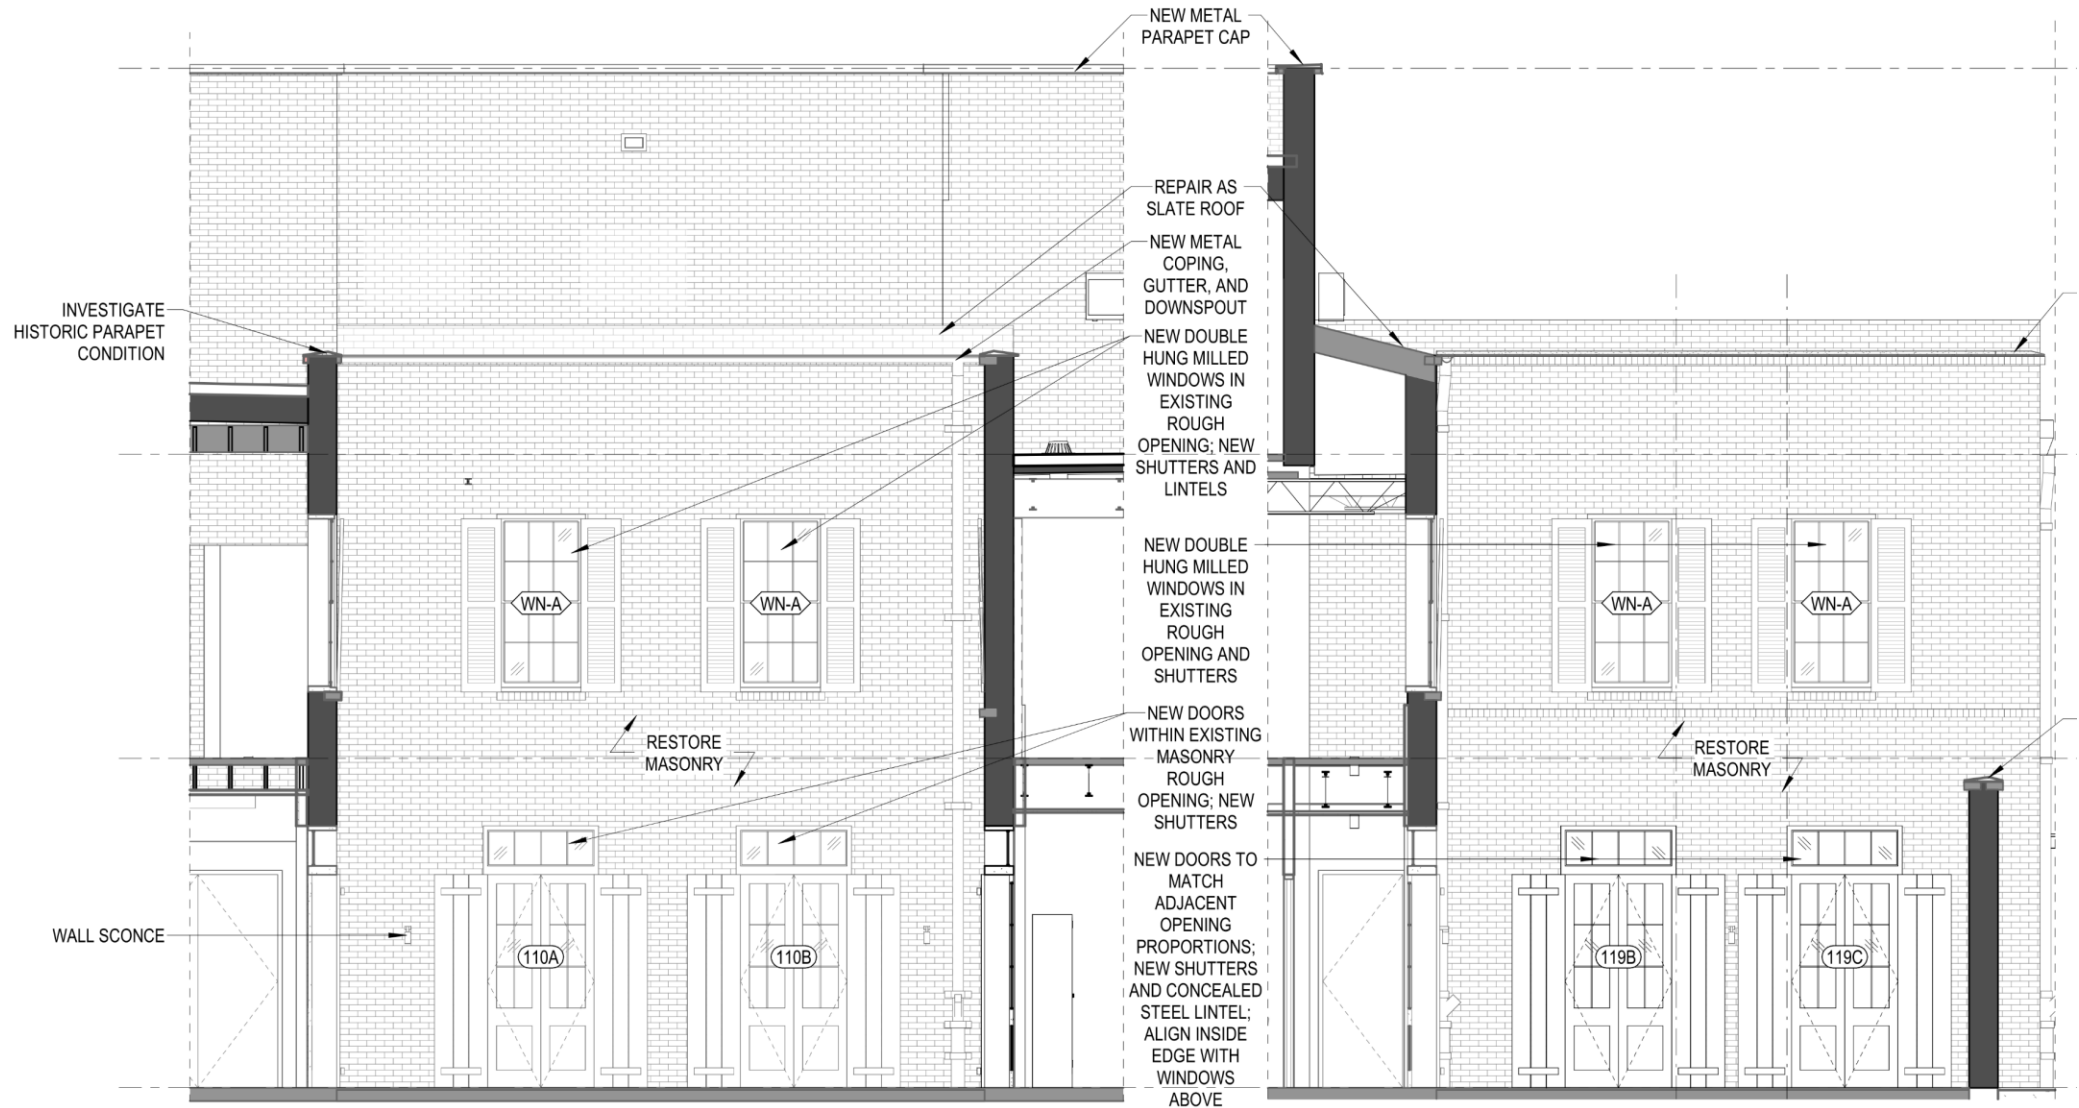 NEW METAL
PARAPET CAP
REPAIR AS
SLATE ROOF
NEW METAL
COPING,
GUTTER, AND
DOWNSPOUT
INVESTIGATE
HISTORIC PARAPET
CONDITION
NEW DOUBLE
HUNG MILLED
WINDOWS IN
EXISTING
ROUGH
OPENING; NEW
SHUTTERS AND
LINTELS
NEW DOUBLE
HUNG MILLED
WINDOWS IN
EXISTING
ROUGH
OPENING AND
SHUTTERS
WN-A
WN-A
WN-A
WN-A
NEW DOORS
WITHIN EXISTING
MASONRY
ROUGH
OPENING; NEW
SHUTTERS
RESTORE
MASONRY
RESTORE
MASONRY
NEW DOORS TO
MATCH
ADJACENT
OPENING
PROPORTIONS;
NEW SHUTTERS
AND CONCEALED
STEEL LINTEL;
ALIGN INSIDE
EDGE WITH
WINDOWS
ABOVE
WALL SCONCE
110A
110B
119B
119C